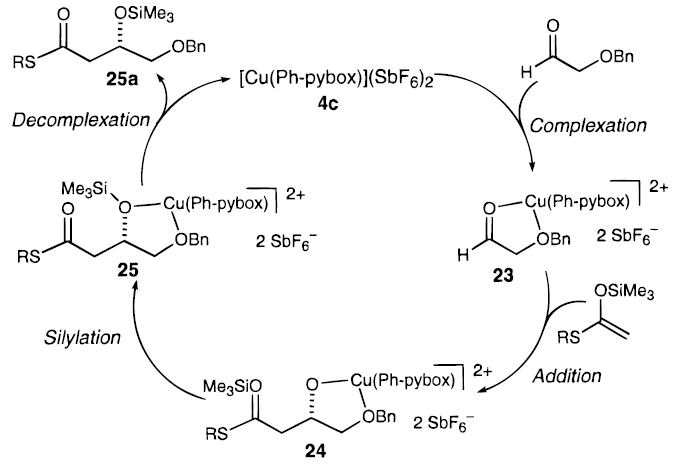 OSiMe3
O
RS
OBn
25a
[Cu(Ph-pybox)](SbF6)2
4c
O
H
OBn
Decomplexation
Complexation
Me3Si
O
O
Cu(Ph-pybox)
2+
RS
OBn
2 SbF6−
25
O
Cu(Ph-pybox)
2+
H
OBn
2 SbF6−
23
OSiMe3
RS
Silylation
Addition
Me3SiO
O
Cu(Ph-pybox)
2+
RS
OBn
2 SbF6−
24